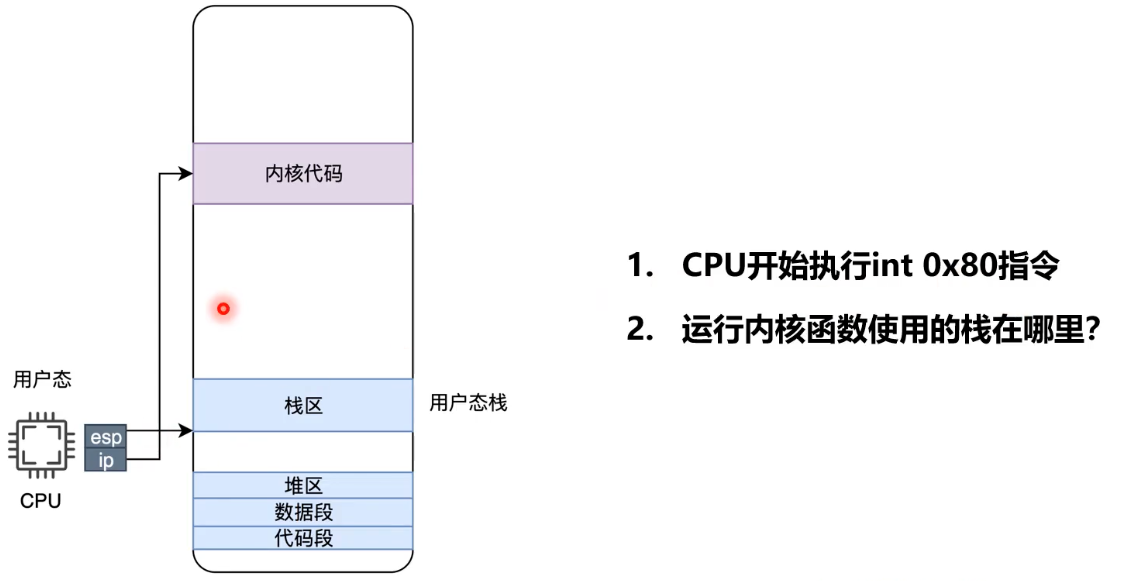 内核代码
用户态
esp
ip
CPU
栈区
用户态栈
堆区
数据段
代码段
1. CPU开始执行int 0x80指令
2. 运行内核函数使用的栈在哪里?